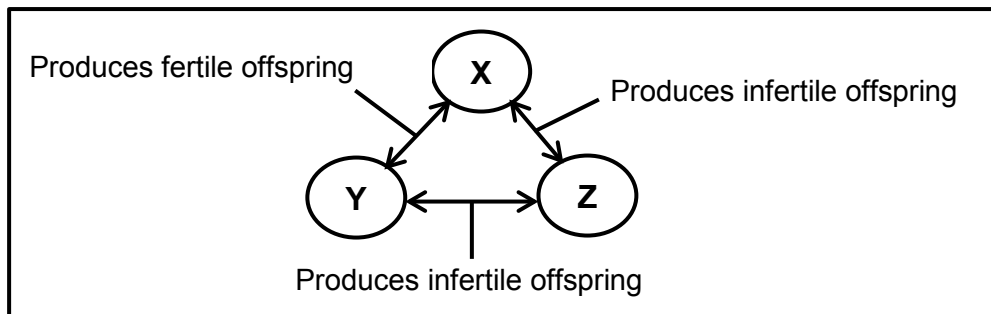 X
Produces fertile offspring
Produces infertile offspring
Y
Z
Produces infertile offspring